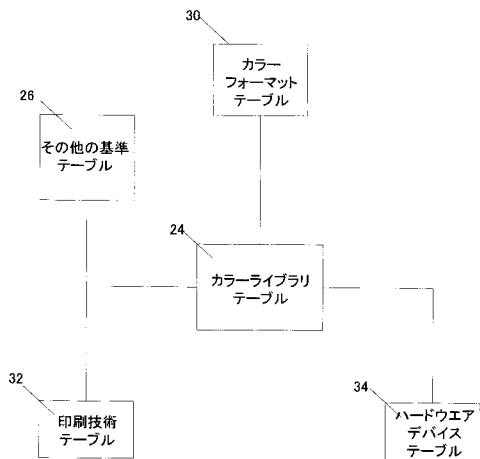 30
カラー
フォーマット
テーブル
26
その他の基準
テーブル
24
カラーライブラリ
テーブル
32
印刷技術
テーブル
34
ハードウエア
デバイス
テーブル